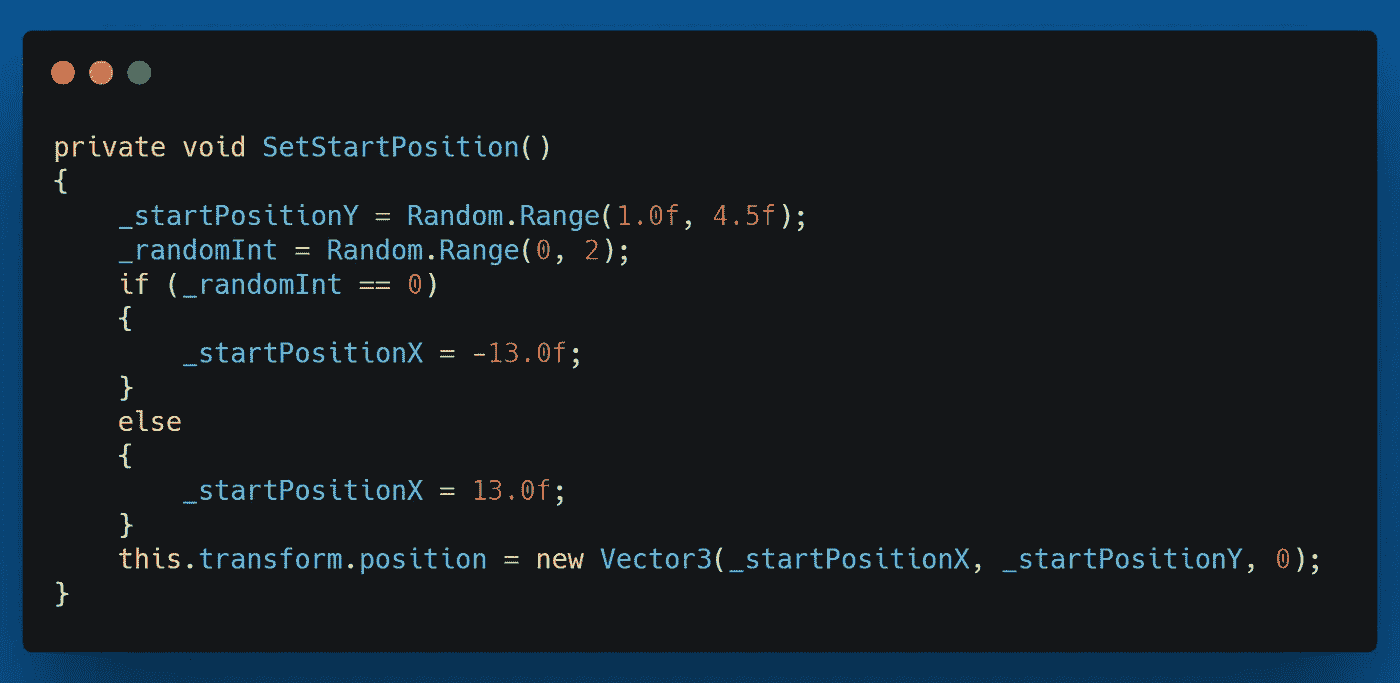 private void SetStartPosition()
{
    _startPositionY = Random.Range(1.0f, 4.5f);
    _randomInt = Random.Range(0, 2);
    if (_randomInt == 0)
    {
        _startPositionX = -13.0f;
    }
    else
    {
        _startPositionX = 13.0f;
    }
    this.transform.position = new Vector3(_startPositionX, _startPositionY, 0);
}